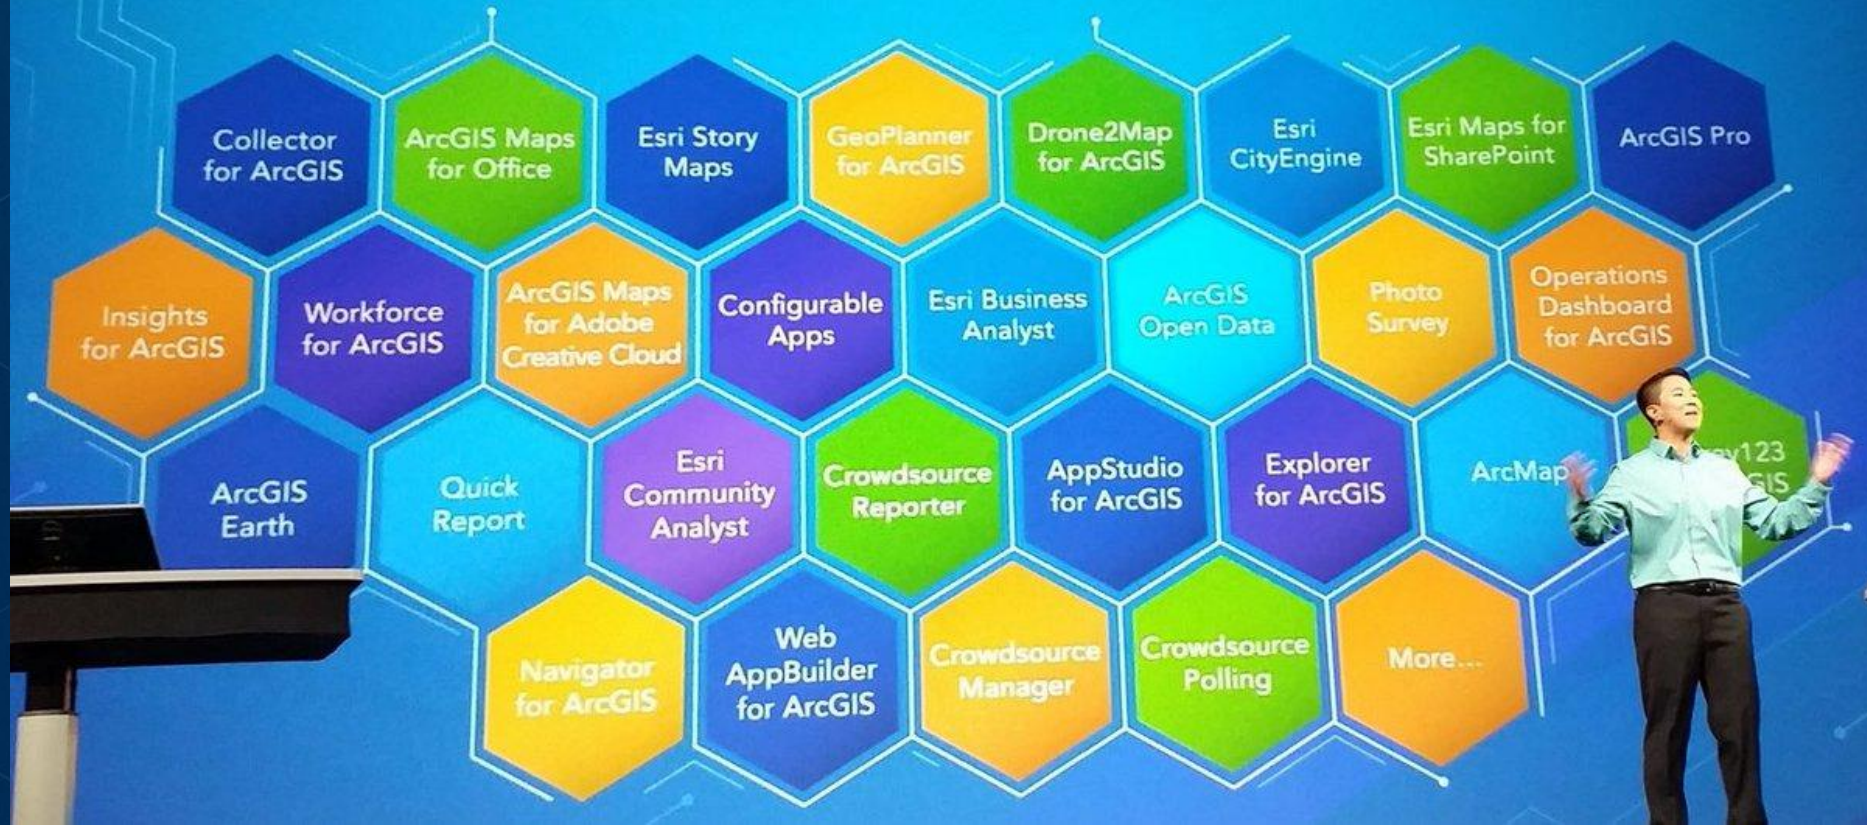 Collector
for ArcGIS
ArcGIS Maps
for Office
Esri Story
Maps
GeoPlanner
for ArcGIS
Drone2Map
for ArcGIS
Esri
CityEngine
Esri Maps for
SharePoint
ArcGIS Pro
Insights
for ArcGIS
Workforce
for ArcGIS
ArcGIS Maps
for Adobe
Creative Cloud
Configurable
Apps
Esri Business
Analyst
ArcGIS
Open Data
Photo
Survey
Operations
Dashboard
for ArcGIS
ArcGIS
Earth
Quick
Report
Esri
Community
Analyst
Crowdsource
Reporter
AppStudio
for ArcGIS
Explorer
for ArcGIS
ArcMap
Navigator
for ArcGIS
Web
AppBuilder
for ArcGIS
Crowdsource
Manager
Crowdsource
Polling
More...